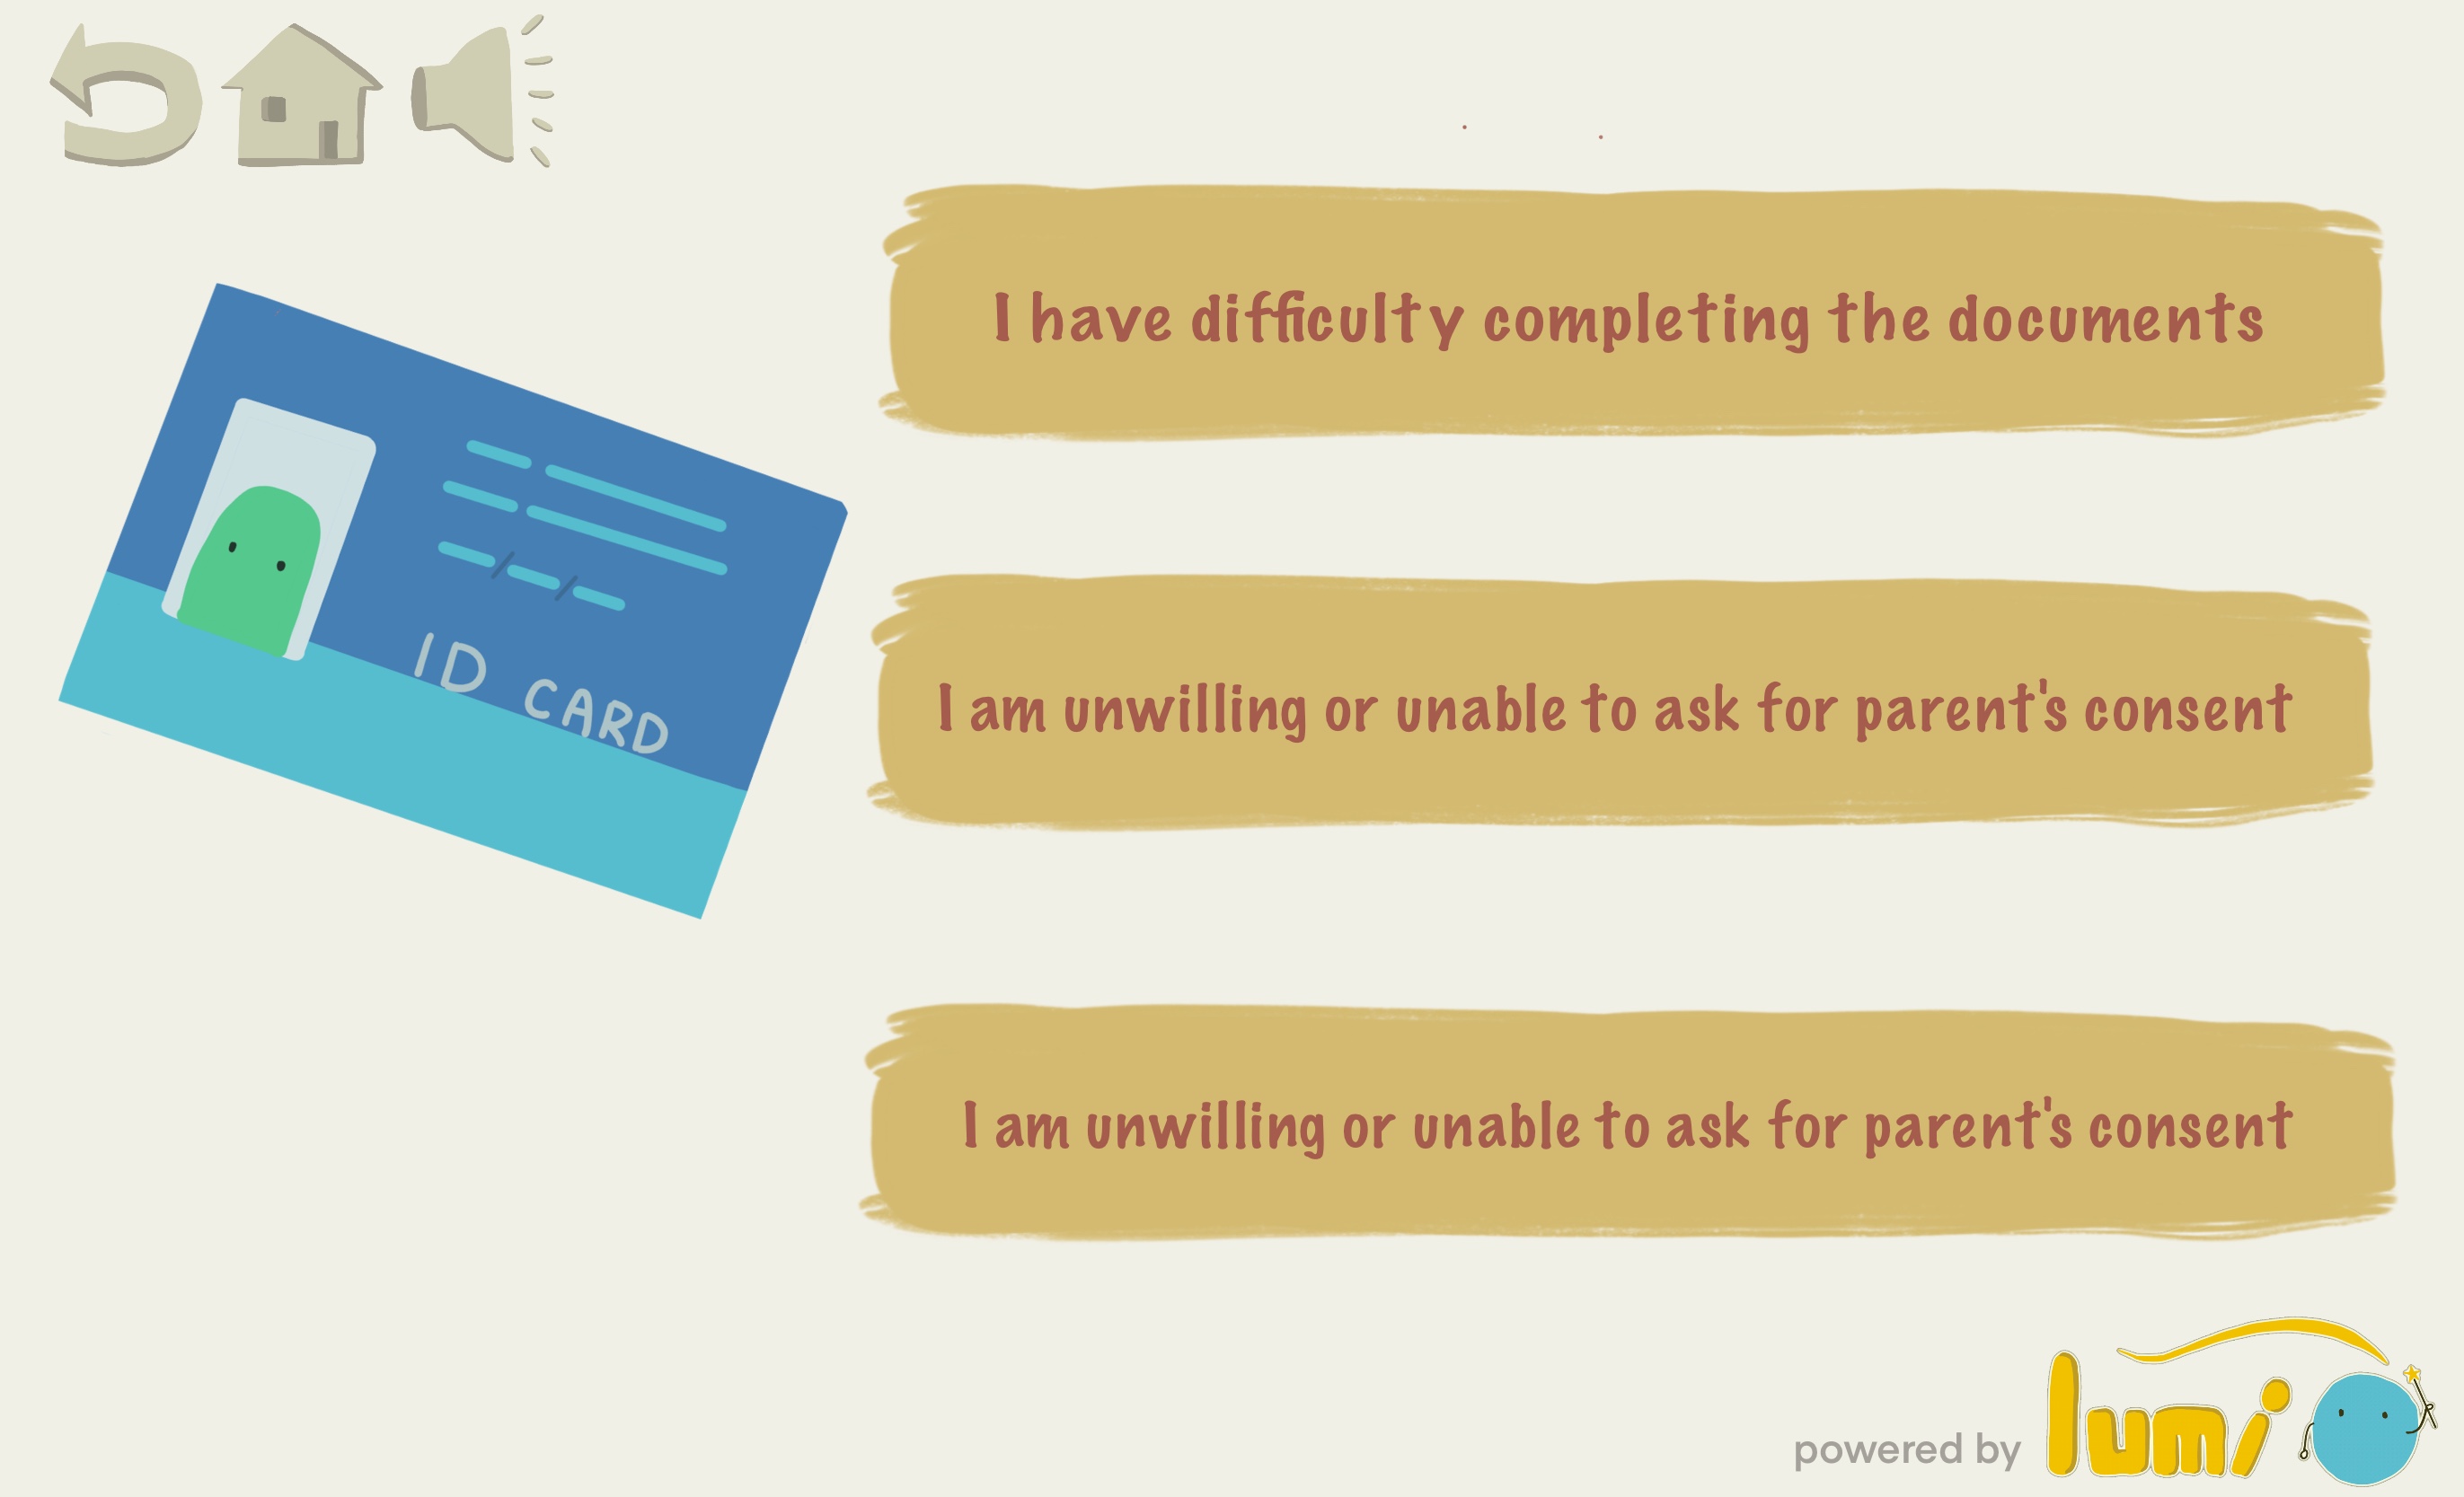 I have difficulty completing the documents
I am unwilling or unable to ask for parent's consent
ID CARD
I am unwilling or unable to ask for parent's consent
powered by lumi